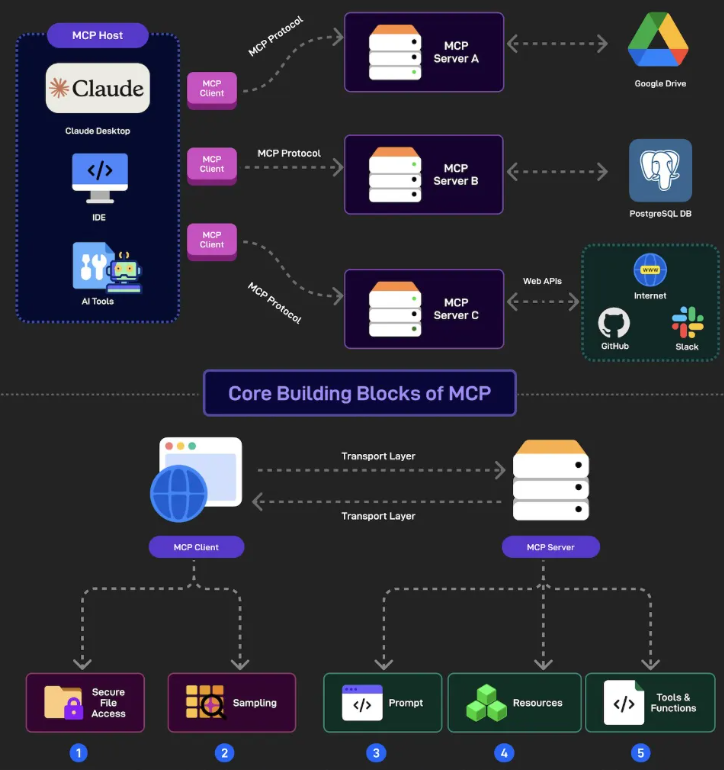 MCP Host
Claude
Claude Desktop
</>
IDE
AI Tools
MCP
Client
MCP
Client
MCP
Client
MCP Protocol
MCP Protocol
MCP Protocol
MCP
Server A
MCP
Server B
MCP
Server C
Google Drive
PostgreSQL DB
Web APIs
WWW
Internet
GitHub
Slack
Core Building Blocks of MCP
Transport Layer
Transport Layer
MCP Client
MCP Server
Secure
File
Access
Sampling
</>
Prompt
Resources
</>
Tools &
Functions
1
2
3
4
5